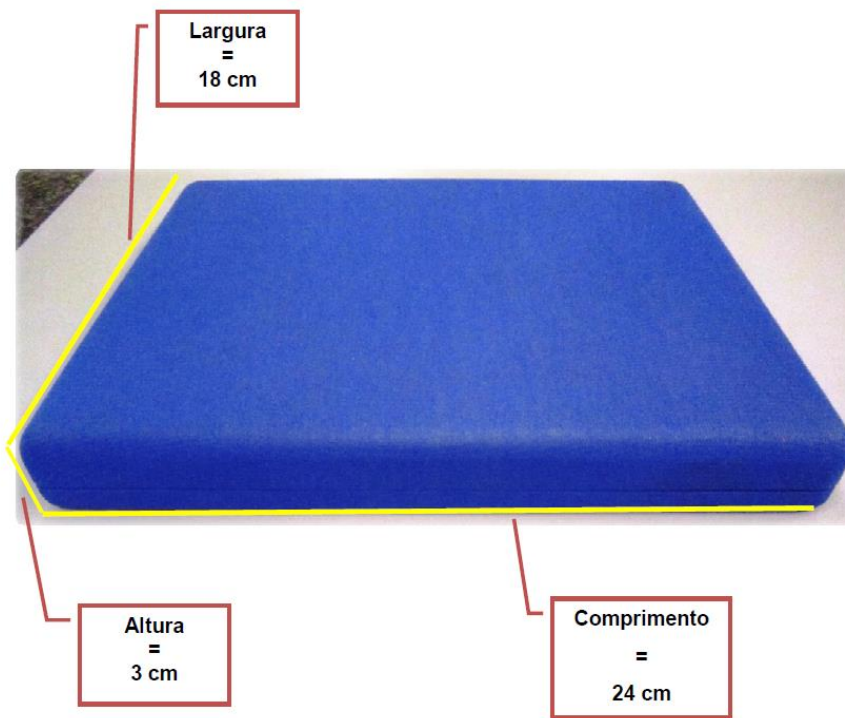 Largura
=
18 cm
Altura
=
3 cm
Comprimento
=
24 cm